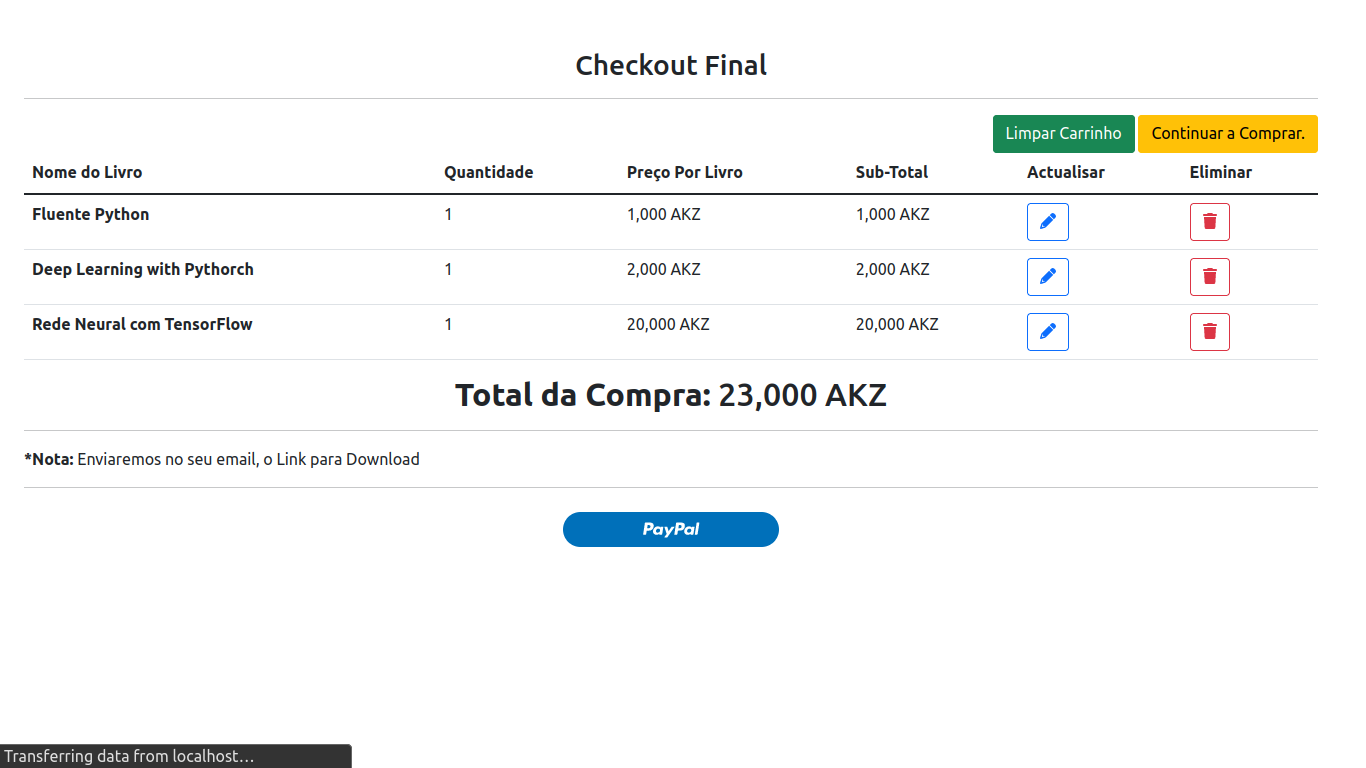 Checkout Final
Limpar Carrinho Continuar a Comprar.
Nome do Livro Quantidade Preço Por Livro Sub-Total Actualisar Eliminar
Fluente Python 1 1,000 AKZ 1,000 AKZ
Deep Learning with Pythorch 1 2,000 AKZ 2,000 AKZ
Rede Neural com TensorFlow 1 20,000 AKZ 20,000 AKZ
Total da Compra: 23,000 AKZ
*Nota: Enviaremos no seu email, o Link para Download
PayPal
Transferring data from localhost…